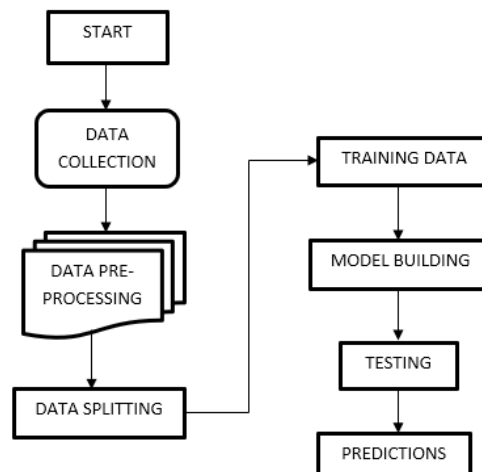 START
DATA
COLLECTION
DATA PRE-
PROCESSING
DATA SPLITTING
TRAINING DATA
MODEL BUILDING
TESTING
PREDICTIONS